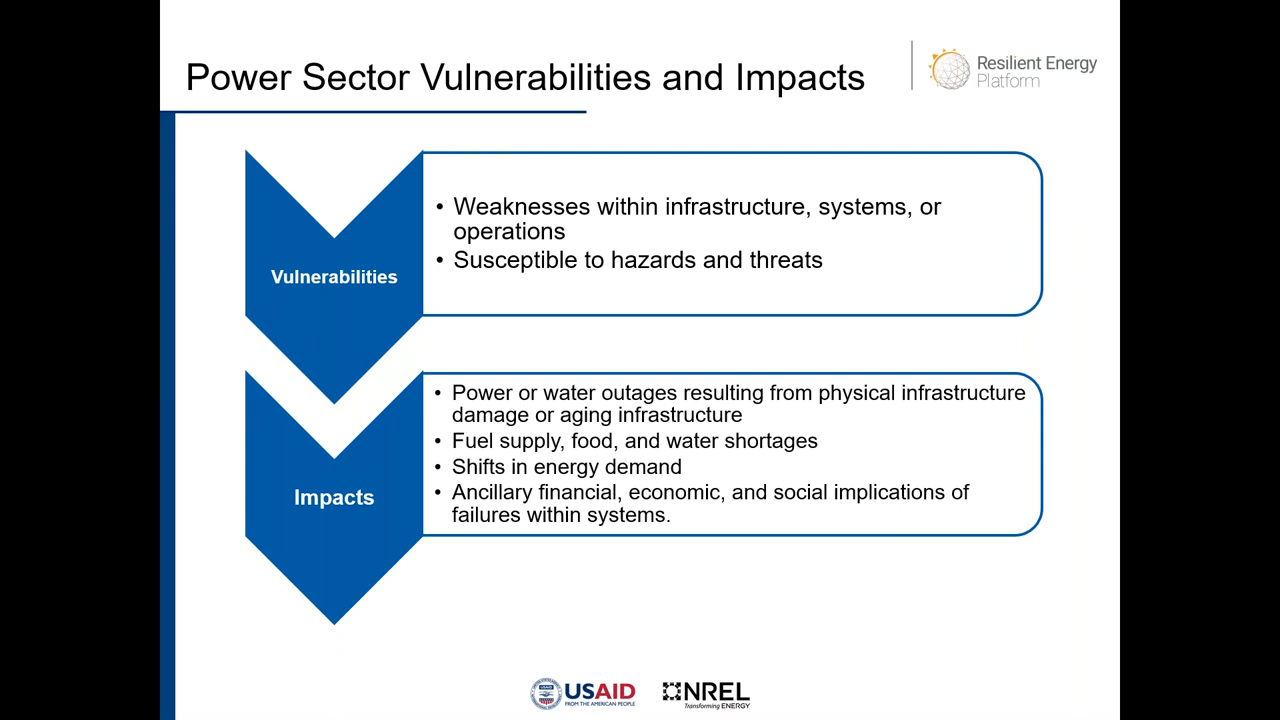 Power Sector Vulnerabilities and Impacts
Resilient Energy
Platform
Vulnerabilities
• Weaknesses within infrastructure, systems, or
operations
• Susceptible to hazards and threats
Impacts
• Power or water outages resulting from physical infrastructure
damage or aging infrastructure
• Fuel supply, food, and water shortages
• Shifts in energy demand
• Ancillary financial, economic, and social implications of
failures within systems.
USAID
FROM THE AMERICAN PEOPLE
NREL
Transforming ENERGY